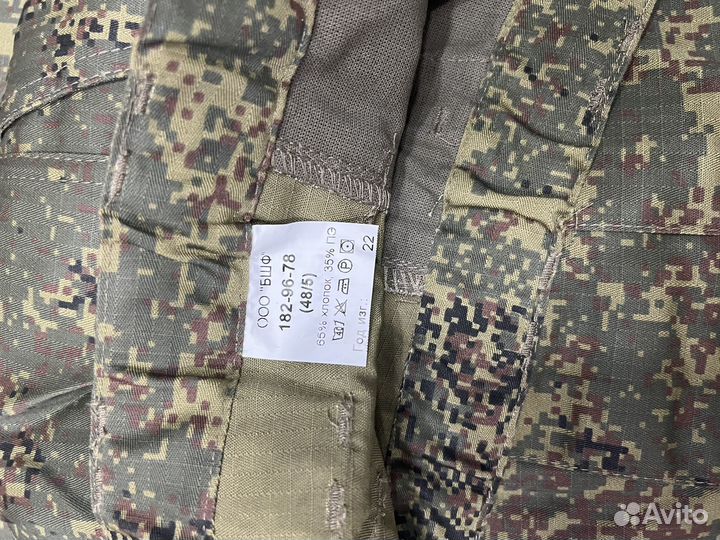 ООО "БШФ"
182-96-78
(48/5)
65% хлопок, 35% ПЭ
Год изг.: 22
Avito